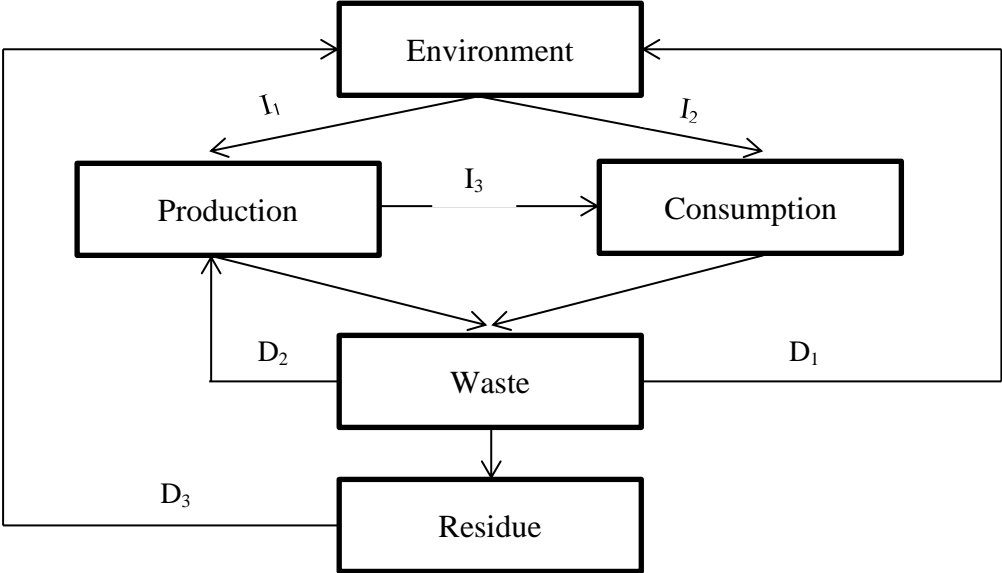 Environment
I₁
I₂
Production
I₃
Consumption
D₂
Waste
D₁
D₃
Residue